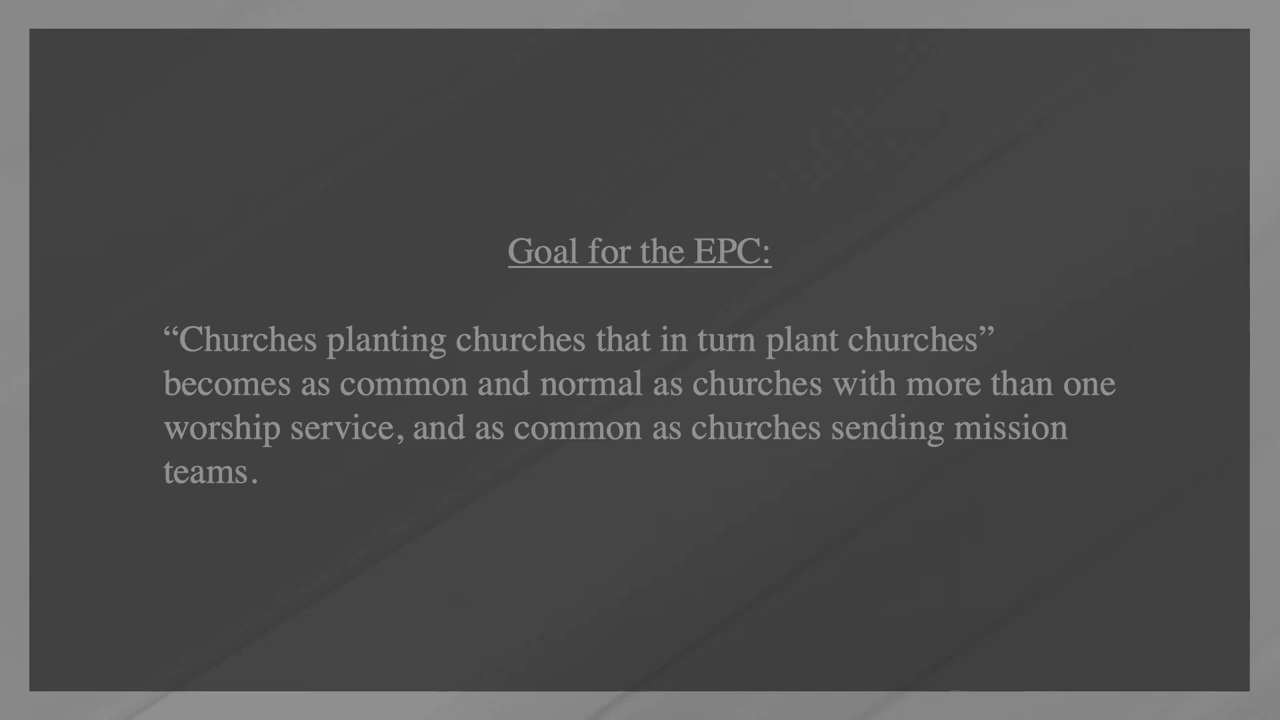 Goal for the EPC:
“Churches planting churches that in turn plant churches”
becomes as common and normal as churches with more than one
worship service, and as common as churches sending mission
teams.